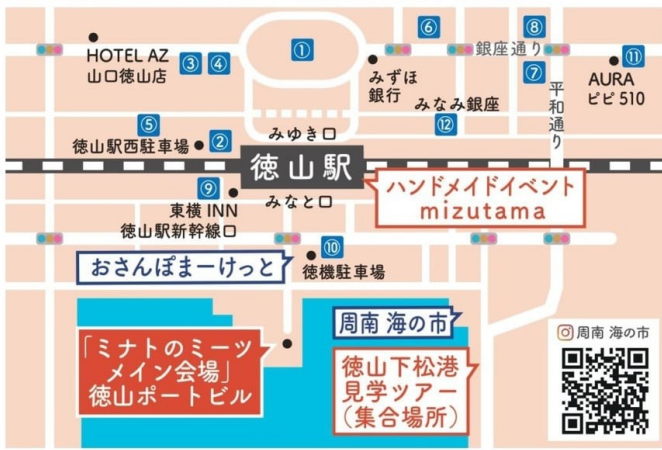 ①
⑥
⑧
HOTEL AZ
山口徳山店
③
④
みずほ
銀行
銀座通り
⑦
⑪
AURA
ピピ510
平和通り
みなみ銀座
⑫
⑤
徳山駅西駐車場
②
みゆき口
徳山駅
⑨
東横INN
徳山駅新幹線口
みなと口
ハンドメイドイベント
mizutama
おさんぽまーけっと
⑩
徳機駐車場
「ミナトのミーツ
メイン会場」
徳山ポートビル
周南 海の市
徳山下松港
見学ツアー
(集合場所)
周南 海の市